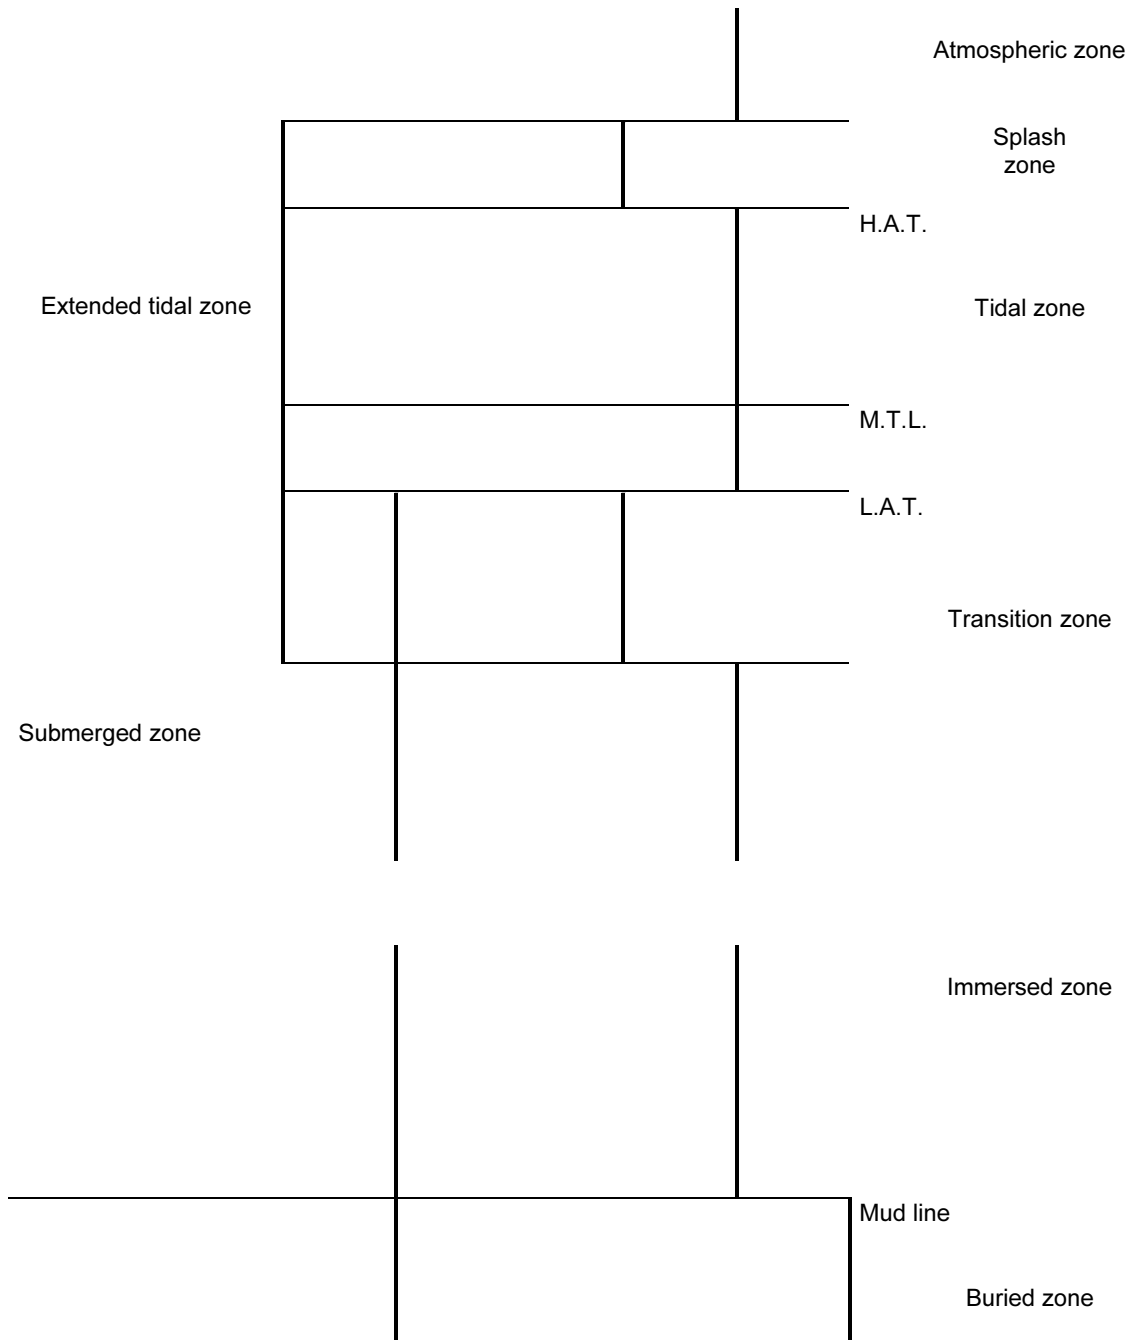 Atmospheric zone
Splash
zone
H.A.T.
Extended tidal zone
Tidal zone
M.T.L.
L.A.T.
Transition zone
Submerged zone
Immersed zone
Mud line
Buried zone